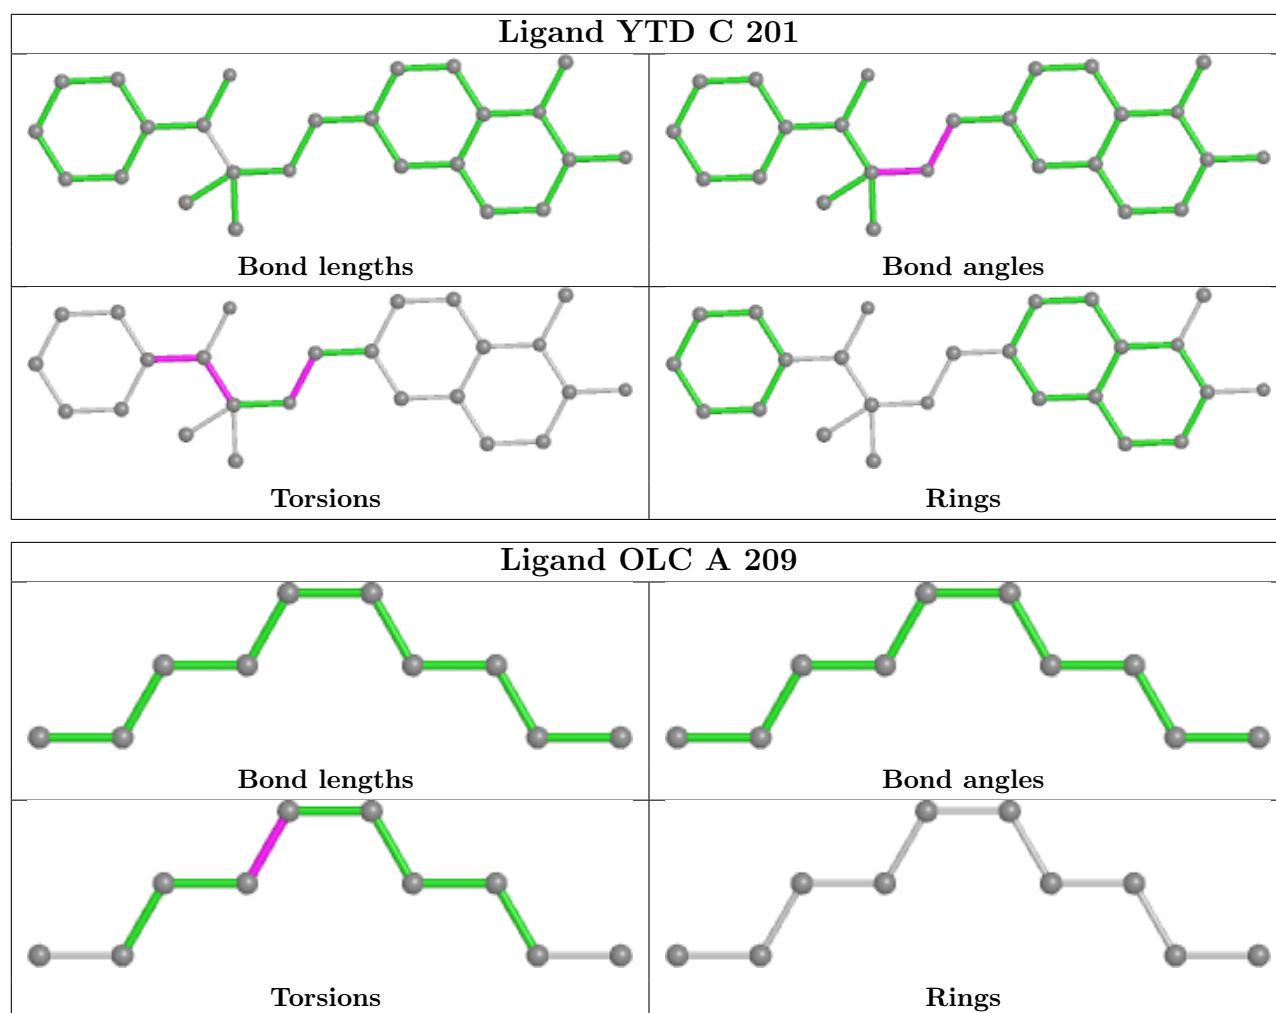 Ligand YTD C 201
Bond lengths
Bond angles
Torsions
Rings
Ligand OLC A 209
Bond lengths
Bond angles
Torsions
Rings